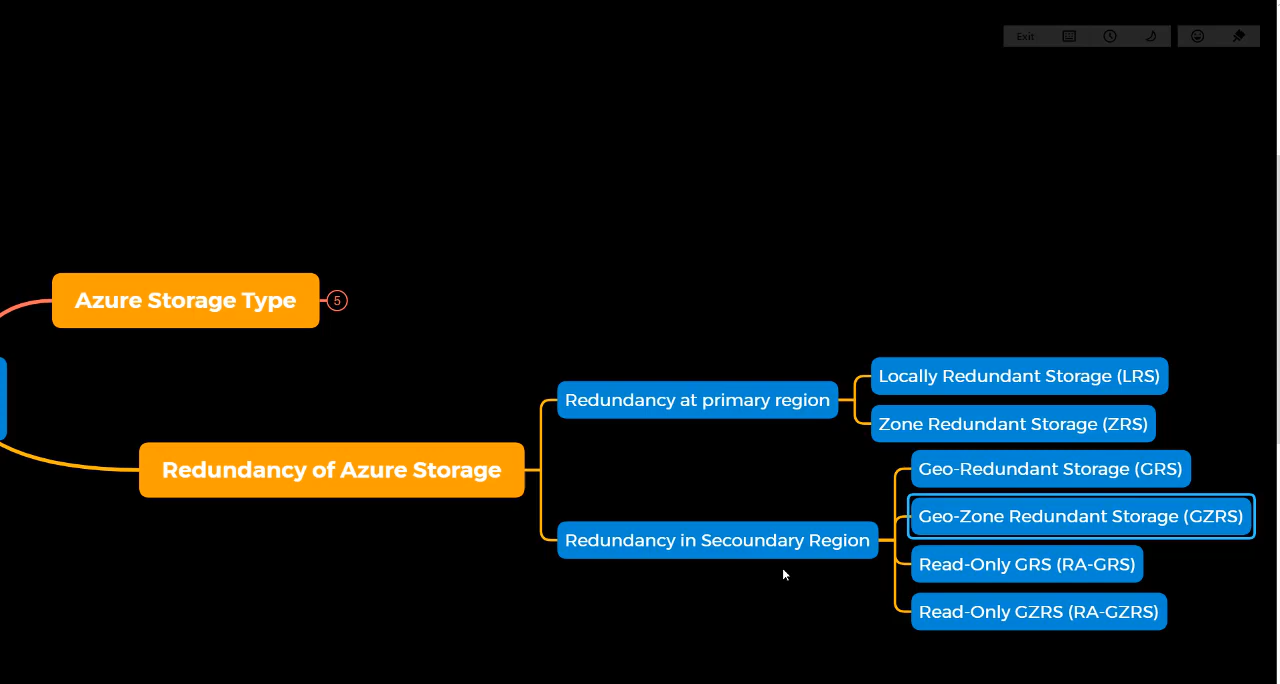 Exit
Azure Storage Type
5
Redundancy of Azure Storage
Redundancy at primary region
Locally Redundant Storage (LRS)
Zone Redundant Storage (ZRS)
Redundancy in Secoundary Region
Geo-Redundant Storage (GRS)
Geo-Zone Redundant Storage (GZRS)
Read-Only GRS (RA-GRS)
Read-Only GZRS (RA-GZRS)